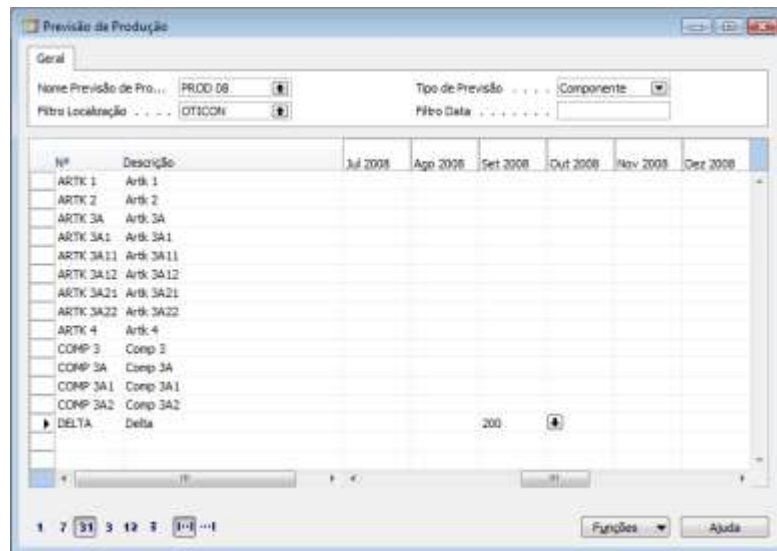 Previsão de Produção
Geral
Nome Previsão de Pro... PROD 08 Tipo de Previsão . . . . Componente
Filtro Localização . . . . . OTICON Filtro Data . . . . . . .
Nº Descrição Jul 2008 Ago 2008 Set 2008 Out 2008 Nov 2008 Dez 2008
ARTK 1 Artk 1
ARTK 2 Artk 2
ARTK 3A Artk 3A
ARTK 3A1 Artk 3A1
ARTK 3A11 Artk 3A11
ARTK 3A12 Artk 3A12
ARTK 3A21 Artk 3A21
ARTK 3A22 Artk 3A22
ARTK 4 Artk 4
COMP 3 Comp 3
COMP 3A Comp 3A
COMP 3A1 Comp 3A1
COMP 3A2 Comp 3A2
DELTA Delta 200
1 7 31 3 12 Funções Ajuda